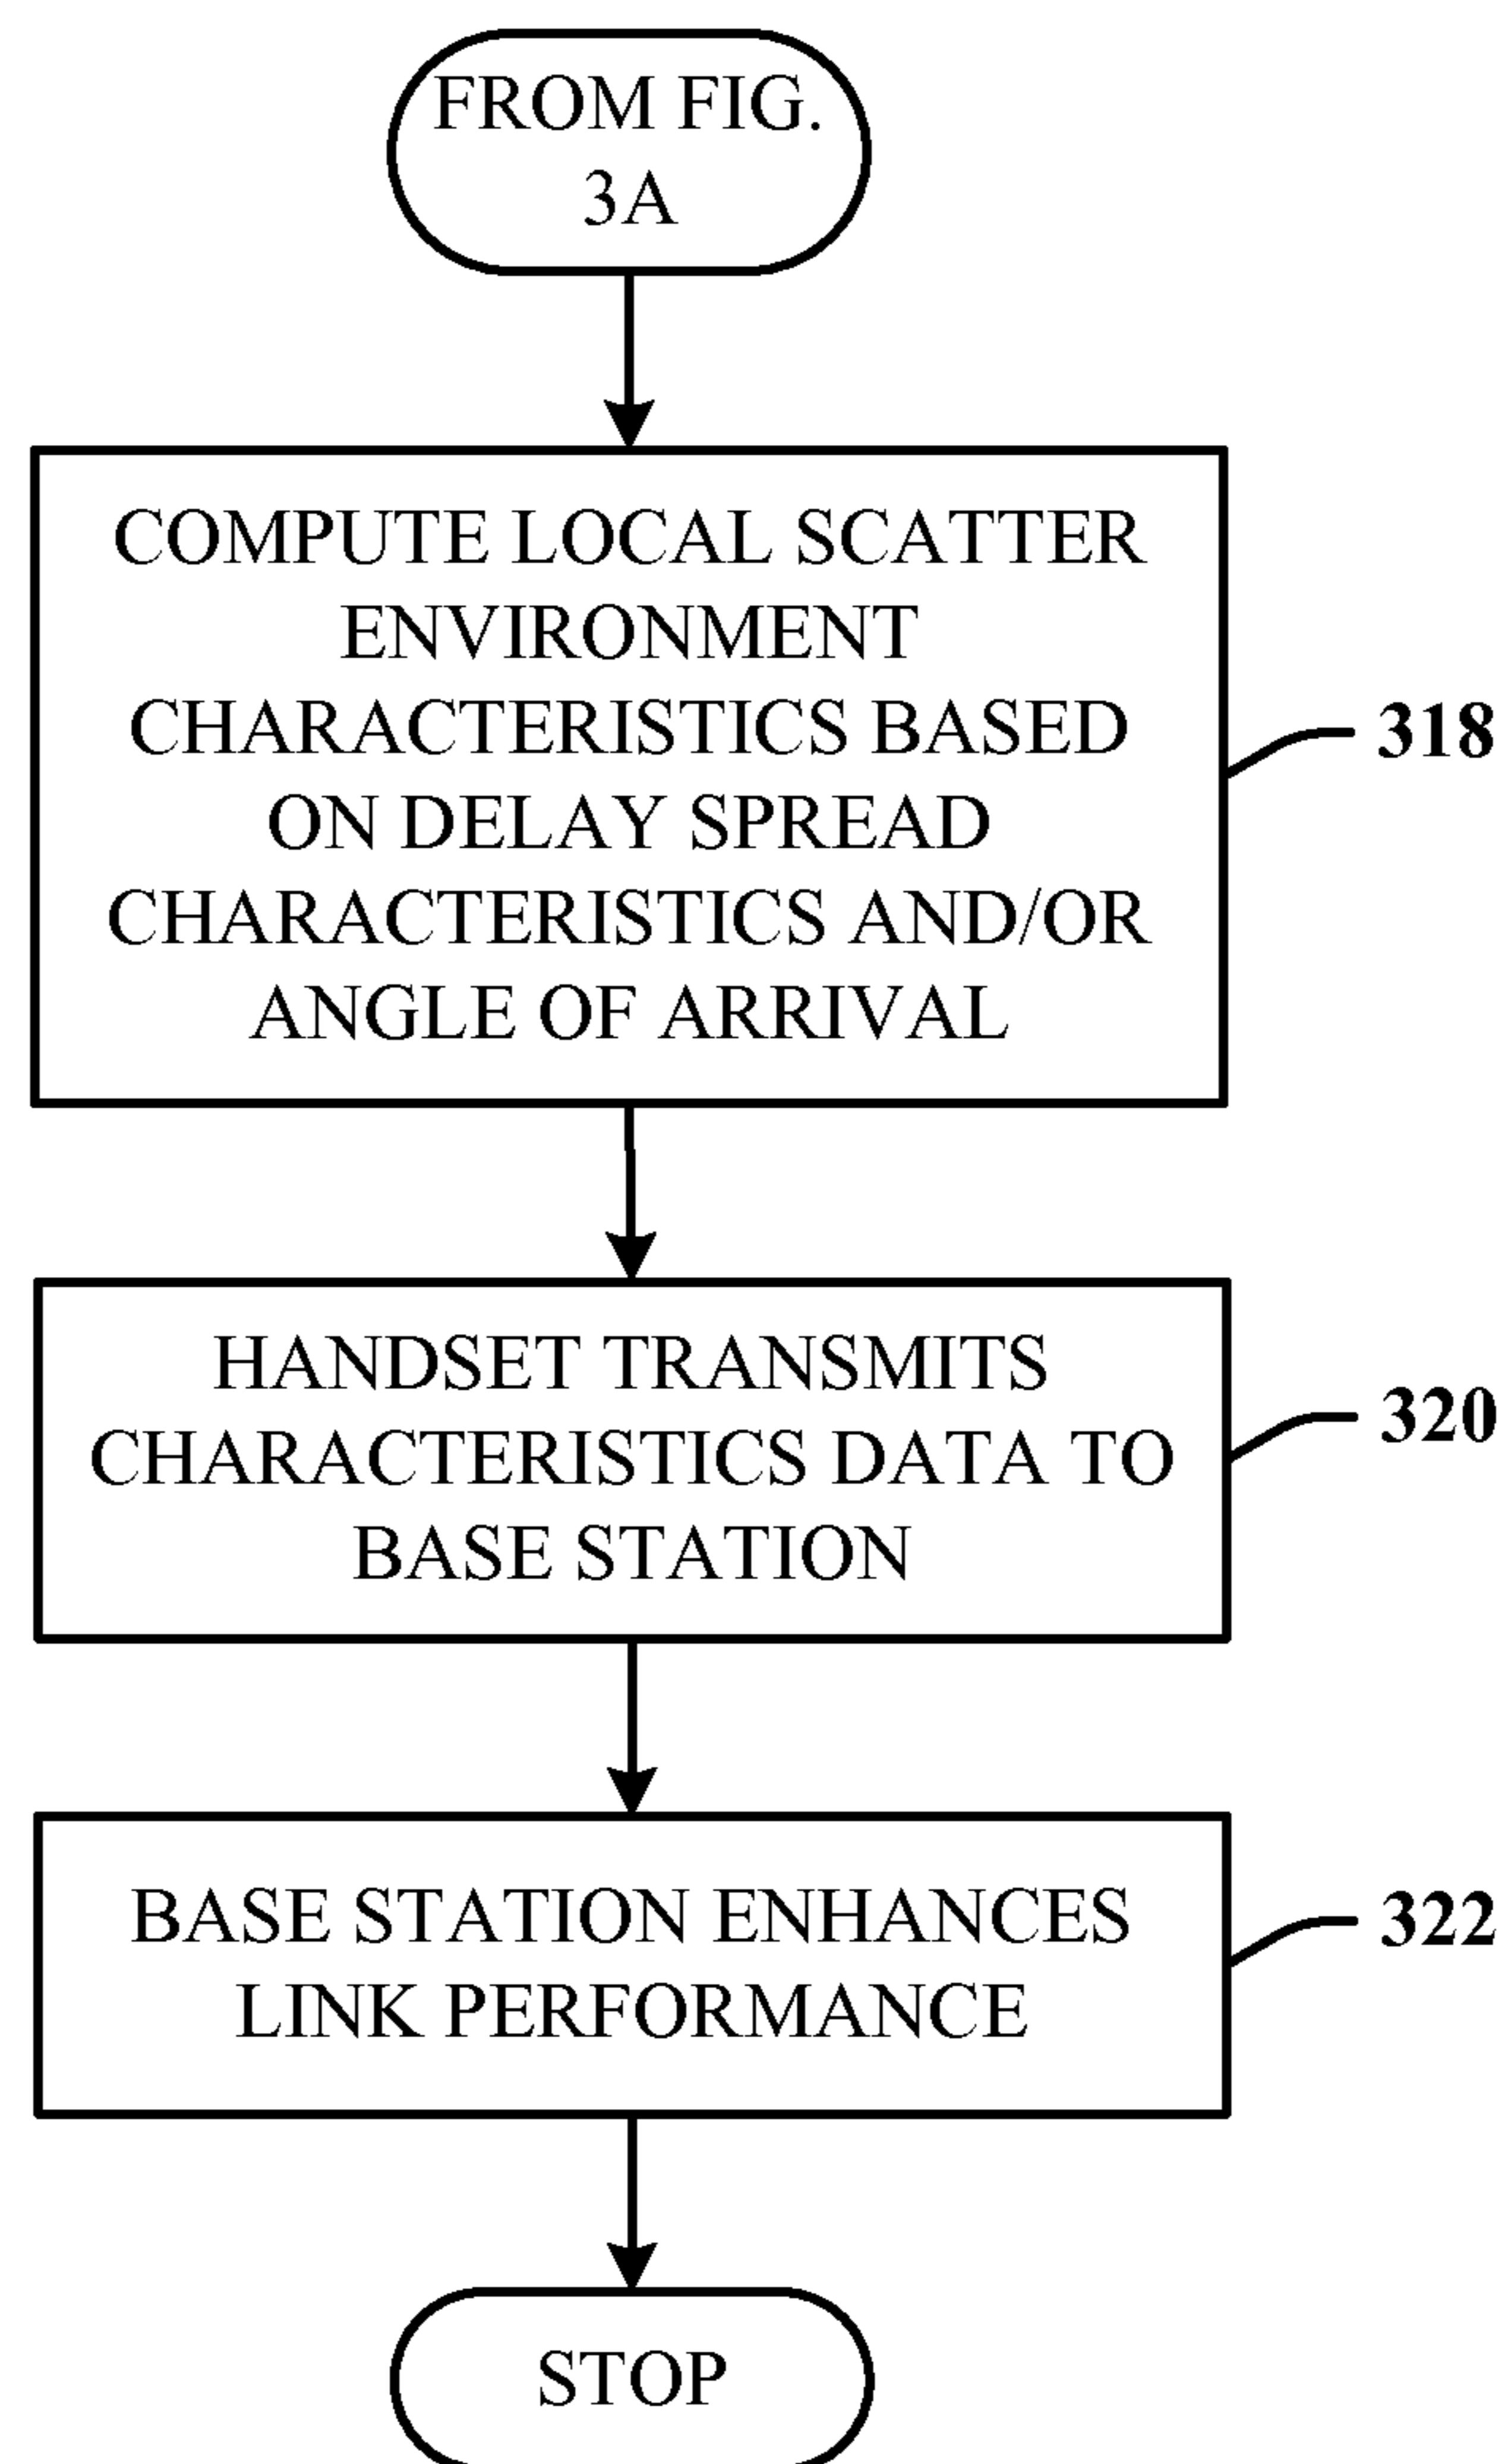 FROM FIG.
3A
COMPUTE LOCAL SCATTER
ENVIRONMENT
CHARACTERISTICS BASED
ON DELAY SPREAD
CHARACTERISTICS AND/OR
ANGLE OF ARRIVAL
318
HANDSET TRANSMITS
CHARACTERISTICS DATA TO
BASE STATION
320
BASE STATION ENHANCES
LINK PERFORMANCE
322
STOP